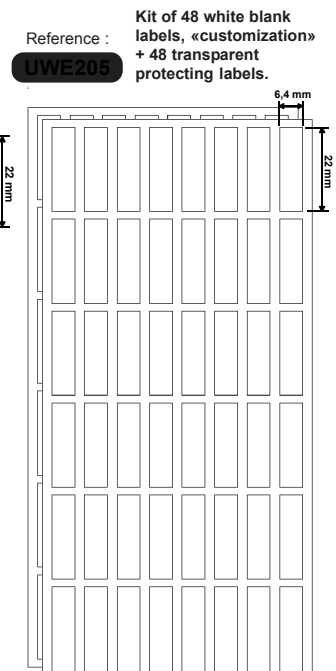 Reference :
UWE205
Kit of 48 white blank
labels, «customization»
+ 48 transparent
protecting labels.
6,4 mm
22 mm
22 mm